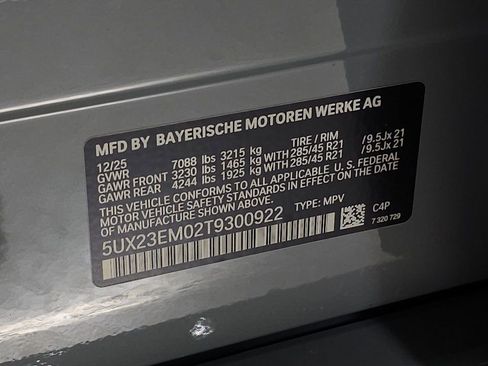 MFD BY BAYERISCHE MOTOREN WERKE AG
12/25 TIRE / RIM
GVWR 7088 lbs 3215 kg
GAWR FRONT 3230 lbs 1465 kg WITH 285/45 R21 /9.5Jx 21
GAWR REAR 4244 lbs 1925 kg WITH 285/45 R21 /9.5Jx 21
THIS VEHICLE CONFORMS TO ALL APPLICABLE U. S. FEDERAL
MOTOR VEHICLE SAFETY STANDARDS IN EFFECT ON THE
DATE OF MANUFACTURE SHOWN ABOVE.
5UX23EM02T9300922 TYPE: MPV
C4P
7 320 729